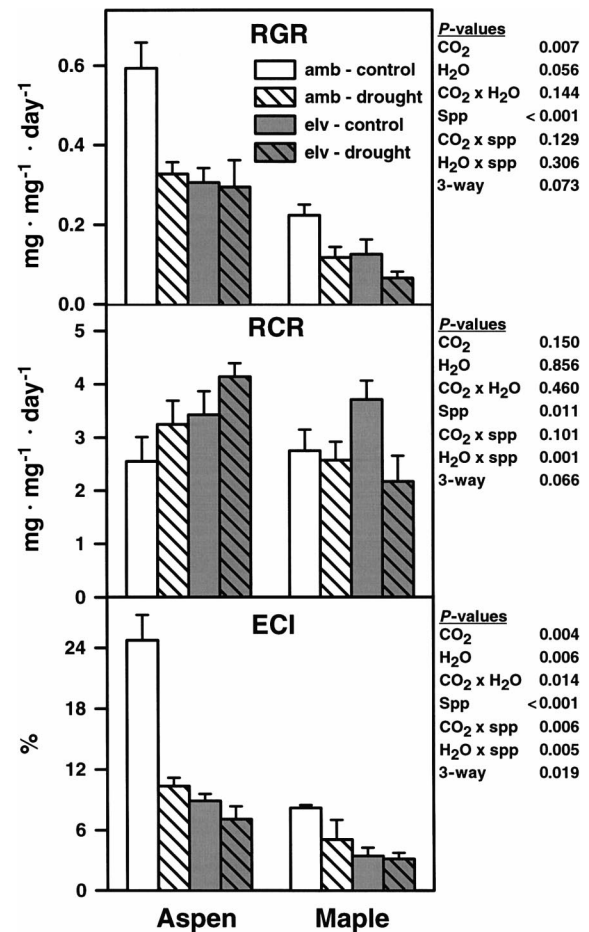 RGR
amb - control
amb - drought
elv - control
elv - drought
mg · mg⁻¹ · day⁻¹
0.6
0.4
0.2
0.0
P-values
CO₂ 0.007
H₂O 0.056
CO₂ x H₂O 0.144
Spp < 0.001
CO₂ x spp 0.129
H₂O x spp 0.306
3-way 0.073
RCR
mg · mg⁻¹ · day⁻¹
5
4
3
2
1
0
P-values
CO₂ 0.150
H₂O 0.856
CO₂ x H₂O 0.460
Spp 0.011
CO₂ x spp 0.101
H₂O x spp 0.001
3-way 0.066
ECI
%
24
18
12
6
0
P-values
CO₂ 0.004
H₂O 0.006
CO₂ x H₂O 0.014
Spp <0.001
CO₂ x spp 0.006
H₂O x spp 0.005
3-way 0.019
Aspen Maple